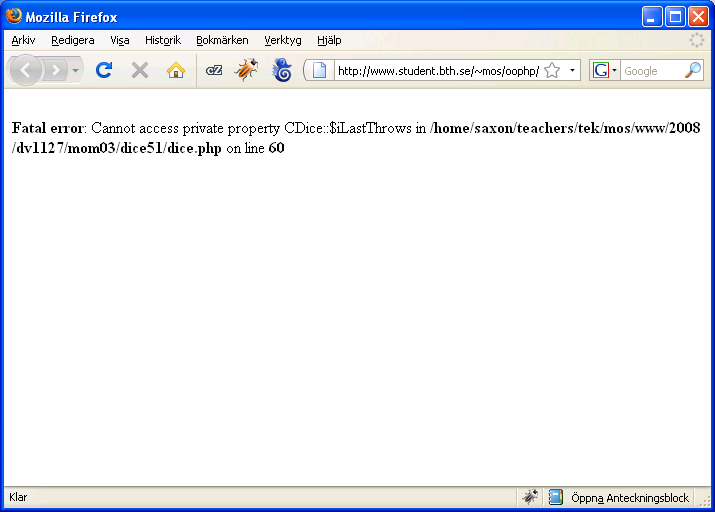 Mozilla Firefox
Arkiv Redigera Visa Historik Bokmärken Verktyg Hjälp
http://www.student.bth.se/~mos/oophp/ G Google
Fatal error: Cannot access private property CDice::$iLastThrows in /home/saxon/teachers/tek/mos/www/2008
/dv1127/mom03/dice51/dice.php on line 60
Klar Öppna Anteckningsblock